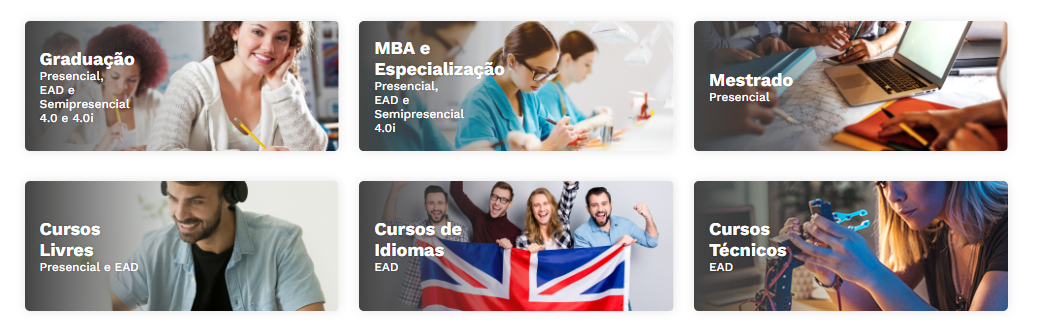 Graduação
Presencial,
EAD e
Semipresencial
4.0 e 4.0i
MBA e
Especialização
Presencial,
EAD e
Semipresencial
4.0i
Mestrado
Presencial
Cursos
Livres
Presencial e EAD
Cursos de
Idiomas
EAD
Cursos
Técnicos
EAD